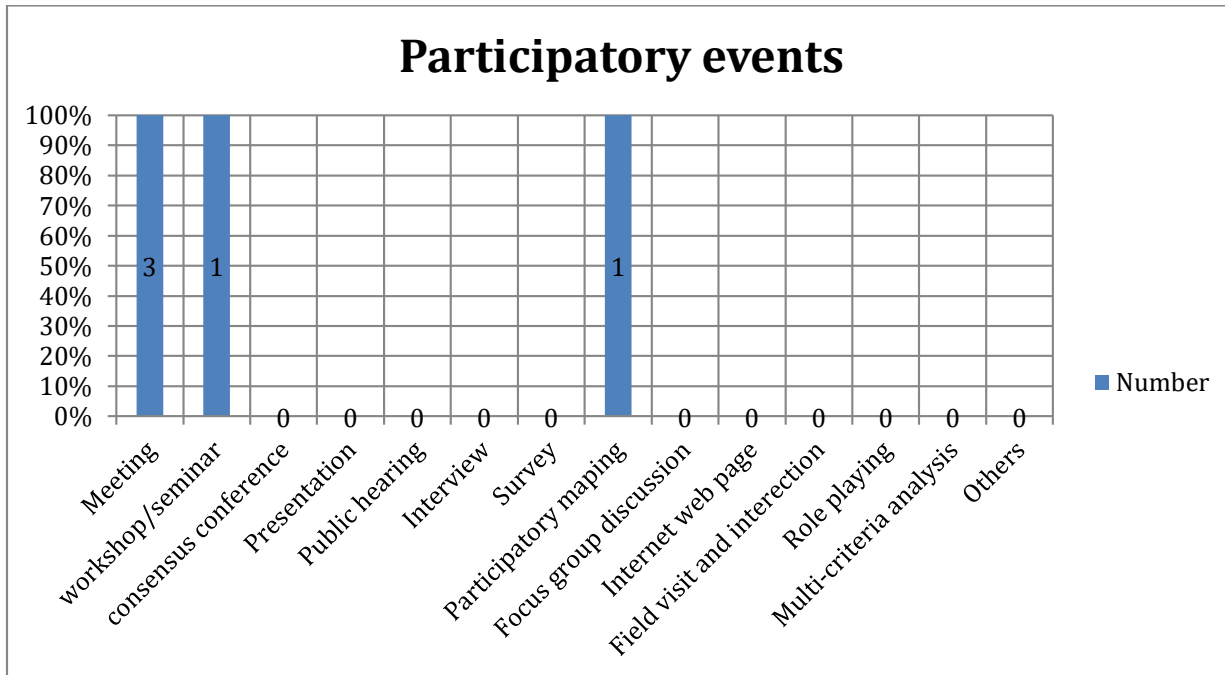 Participatory events
100%
90%
80%
70%
60%
50%
40%
30%
20%
10%
0%
3
1
0
0
0
0
0
1
0
0
0
0
0
0
Meeting
workshop/seminar
consensus conference
Presentation
Public hearing
Interview
Survey
Participatory maping
Focus group discussion
Internet web page
Field visit and interection
Role playing
Multi-criteria analysis
Others
Number